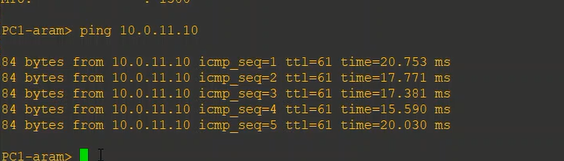 : 1500
PC1-aram> ping 10.0.11.10
84 bytes from 10.0.11.10 icmp_seq=1 ttl=61 time=20.753 ms
84 bytes from 10.0.11.10 icmp_seq=2 ttl=61 time=17.771 ms
84 bytes from 10.0.11.10 icmp_seq=3 ttl=61 time=17.381 ms
84 bytes from 10.0.11.10 icmp_seq=4 ttl=61 time=15.590 ms
84 bytes from 10.0.11.10 icmp_seq=5 ttl=61 time=20.030 ms
PC1-aram>